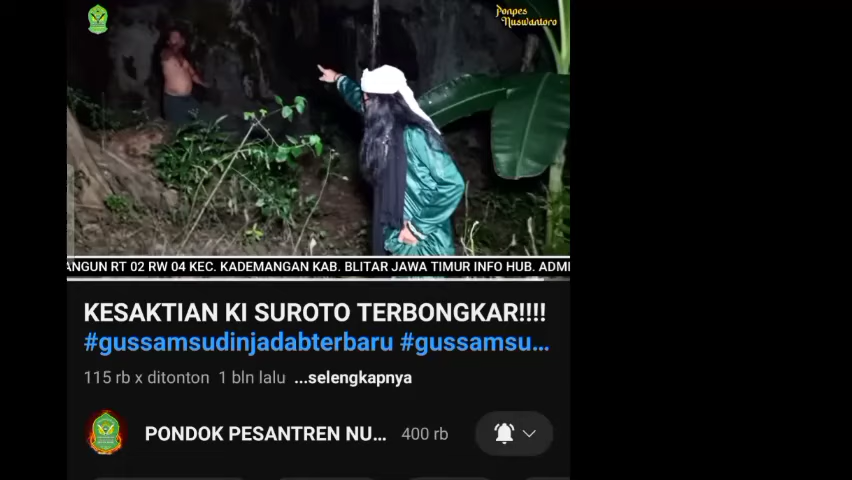 Ponpes
Nuswantoro
ANGUN RT 02 RW 04 KEC. KADEMANGAN KAB. BLITAR JAWA TIMUR INFO HUB. ADMI
KESAKTIAN KI SUROTO TERBONGKAR!!!!
#gussamsudinjadabterbaru #gussamsu...
115 rb x ditonton 1 bln lalu ...selengkapnya
PONDOK PESANTREN NU... 400 rb